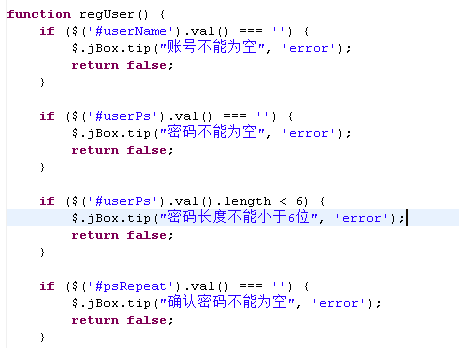 function regUser() {
    if ($('#userName').val() === '') {
        $.jBox.tip("账号不能为空", 'error');
        return false;
    }

    if ($('#userPs').val() === '') {
        $.jBox.tip("密码不能为空", 'error');
        return false;
    }

    if ($('#userPs').val().length < 6) {
        $.jBox.tip("密码长度不能小于6位", 'error');
        return false;
    }

    if ($('#psRepeat').val() === '') {
        $.jBox.tip("确认密码不能为空", 'error');
        return false;
    }